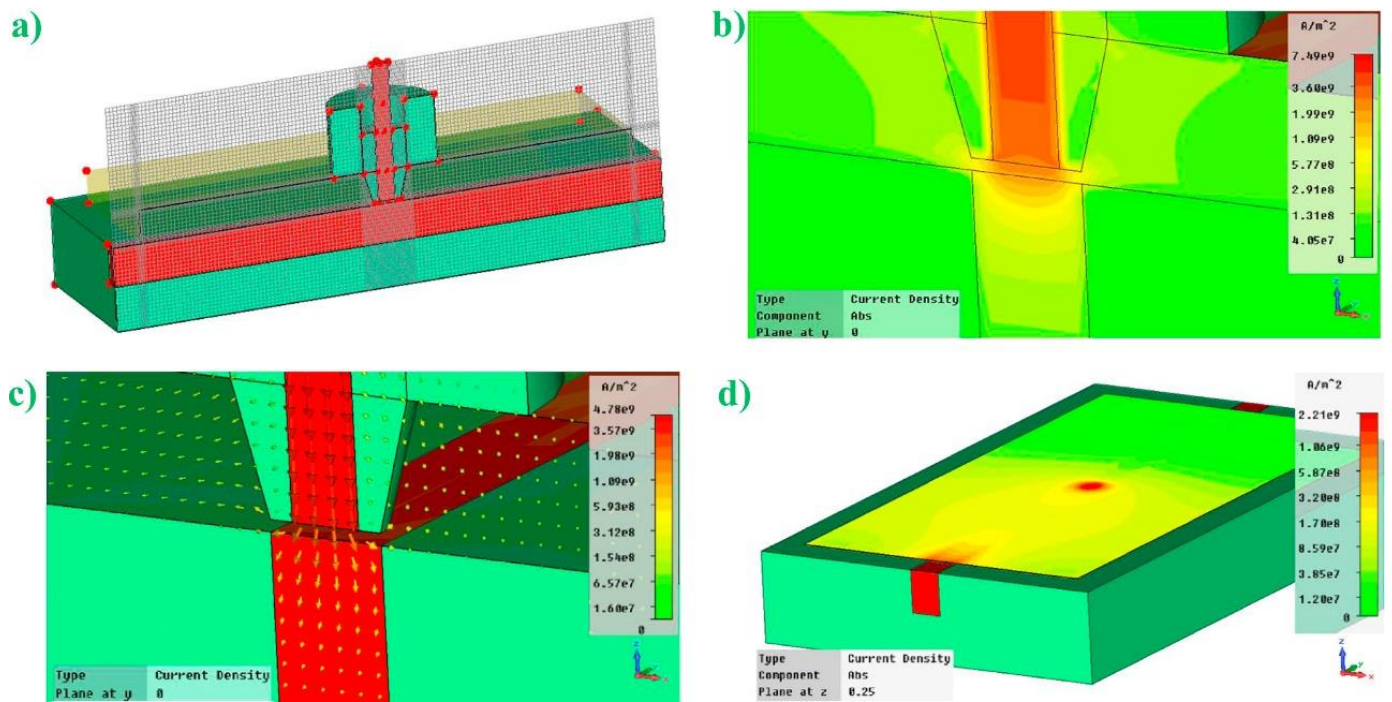 a)
b)
A/m^2
7.49e9
3.60e9
1.99e9
1.09e9
5.77e8
2.91e8
1.31e8
4.05e7
0
Type Current Density
Component Abs
Plane at y 0
z
y
x
c)
A/m^2
4.78e9
3.57e9
1.98e9
1.09e9
5.93e8
3.12e8
1.54e8
6.57e7
1.60e7
0
Type Current Density
Plane at y 0
z
y
x
d)
A/m^2
2.21e9
1.06e9
5.87e8
3.20e8
1.70e8
8.59e7
3.85e7
1.20e7
0
Type Current Density
Component Abs
Plane at z 0.25
z
y
x